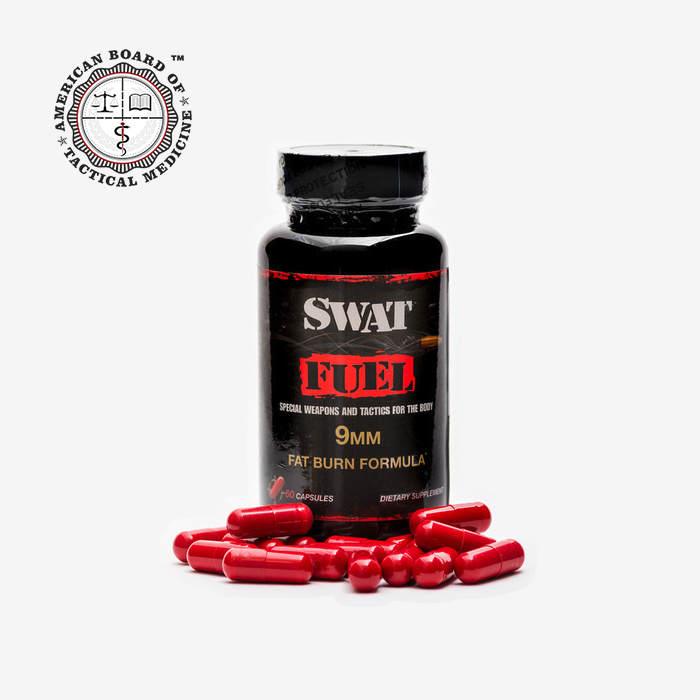 AMERICAN BOARD OF
TACTICAL MEDICINE
™
PROTECTION
SWAT
FUEL
SPECIAL WEAPONS AND TACTICS FOR THE BODY
9MM
FAT BURN FORMULA*
60 CAPSULES
DIETARY SUPPLEMENT